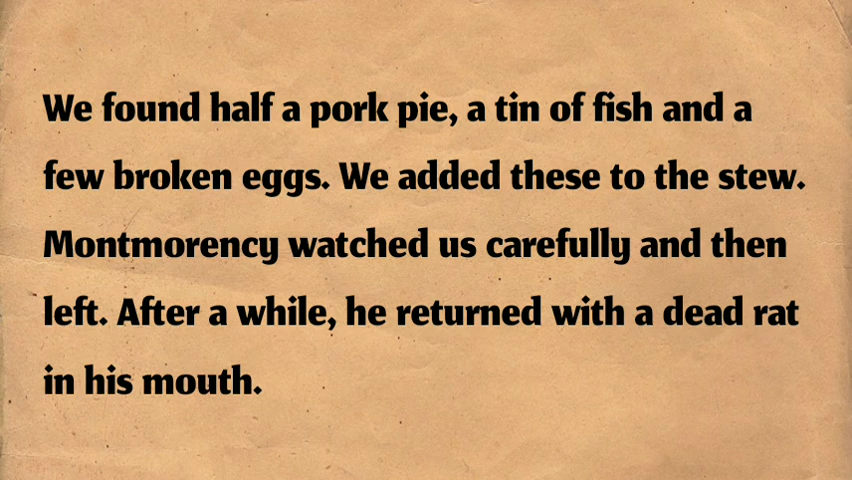 We found half a pork pie, a tin of fish and a
few broken eggs. We added these to the stew.
Montmorency watched us carefully and then
left. After a while, he returned with a dead rat
in his mouth.